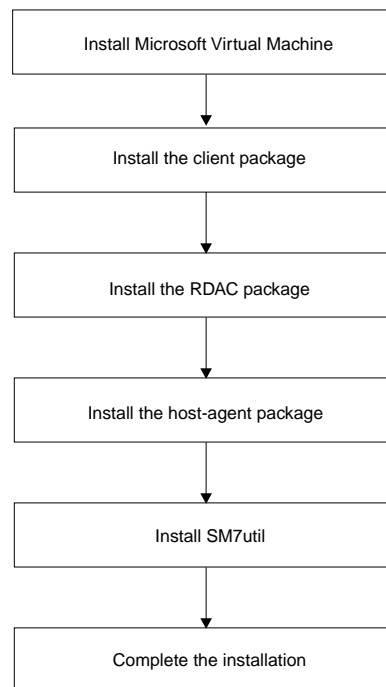 Install Microsoft Virtual Machine
Install the client package
Install the RDAC package
Install the host-agent package
Install SM7util
Complete the installation